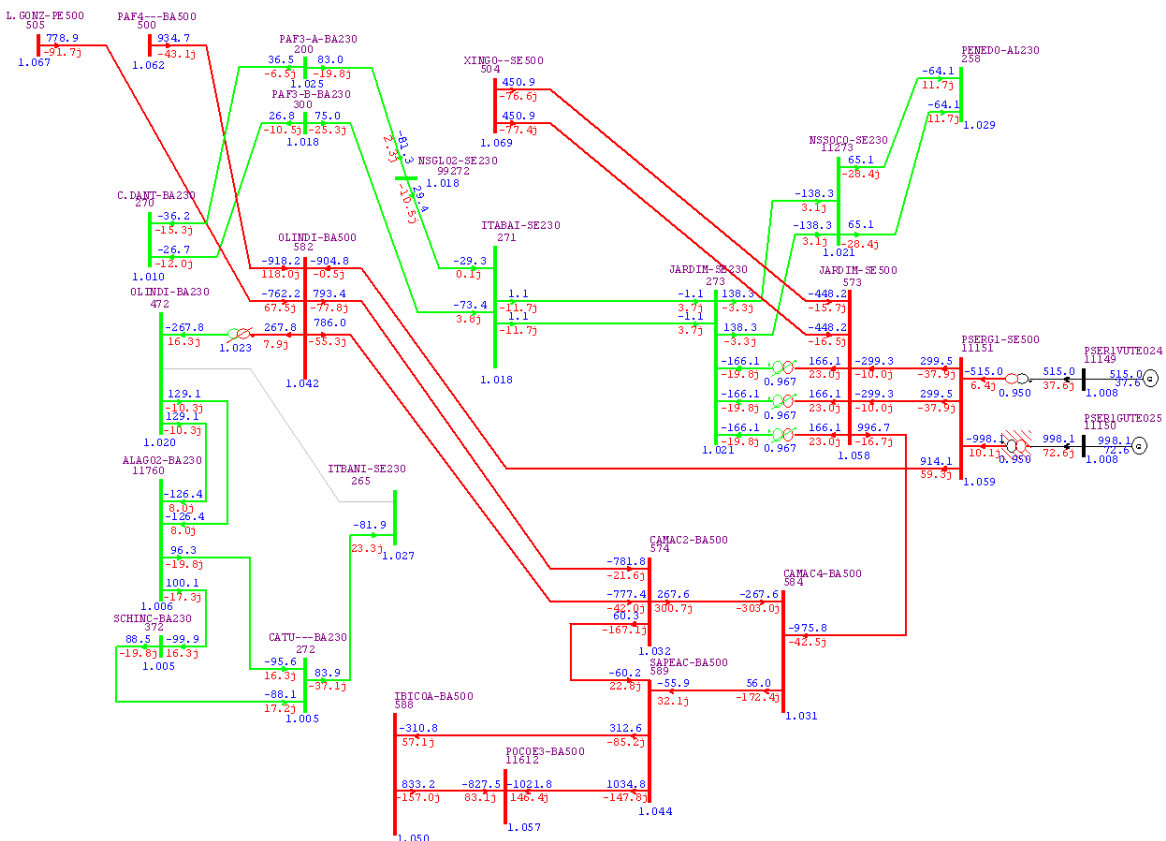 L.GONZ-PE500
505
778.9
-91.7j
1.067
PAF4---BA500
500
934.7
-43.1j
1.062
PAF3-A-BA230
200
36.5 83.0
-6.5j -19.8j
1.025
PAF3-B-BA230
300
26.8 75.0
-10.5j -25.3j
1.018
XINGO--SE500
504
450.9
-76.6j
450.9
-77.4j
1.069
PENEDO-AL230
258
-64.1
11.7j
-64.1
11.7j
1.029
-81.3
2.3j
NSGLO2-SE230
99272
1.018
29.4
-10.5j
NSSOCO-SE230
11273
65.1
-28.4j
-138.3
3.1j
-138.3 65.1
3.1j -28.4j
1.021
C.DANT-BA230
270
-36.2
-15.3j
-26.7
-12.0j
1.010
OLINDI-BA500
582
-918.2 -904.8
118.0j -0.5j
-762.2 793.4
67.5j -77.8j
267.8 786.0
7.9j -55.3j
1.042
ITABAI-SE230
271
-29.3
0.1j
1.1
-11.7j
-73.4
3.8j
1.1
-11.7j
1.018
JARDIM-SE230
273
-1.1 138.3
3.7j -3.3j
-1.1
3.7j
138.3
-3.3j
-166.1
-19.8j
-166.1
-19.8j
-166.1
-19.8j
1.021
0.967
0.967
0.967
JARDIM-SE500
573
-448.2
-15.7j
-448.2
-16.5j
166.1 -299.3
23.0j -10.0j
166.1 -299.3
23.0j -10.0j
166.1 996.7
23.0j -16.7j
1.058
PSERG1-SE500
11151
299.5 -515.0
-37.9j 6.4j
299.5
-37.9j
-998.1
10.1j
914.1
59.3j
1.059
0.950
0.950
PSER1VUTE024
11149
515.0 515.0
37.6j 37.6
1.008
PSER1GUTE025
11150
998.1 998.1
72.6j 72.6
1.008
OLINDI-BA230
472
-267.8
16.3j
1.023
129.1
-10.3j
129.1
-10.3j
1.020
ALAGO2-BA230
11760
-126.4
8.0j
-126.4
8.0j
96.3
-19.8j
100.1
-17.3j
1.006
ITBANI-SE230
265
-81.9
23.3j
1.027
SCHINC-BA230
372
88.5 -99.9
-19.8j 16.3j
1.005
CATU---BA230
272
-95.6
16.3j
83.9
-37.1j
-88.1
17.2j
1.005
CAMAC2-BA500
574
-781.8
-21.6j
-777.4 267.6
-42.0j 300.7j
60.3
-167.1j
1.032
CAMAC4-BA500
584
-267.6
-303.0j
-975.8
-42.5j
56.0
-172.4j
1.031
SAPEAC-BA500
589
-60.2
22.8j
-55.9
32.1j
312.6
-85.2j
1034.8
-147.8j
1.044
IBICOA-BA500
588
-310.8
57.1j
833.2
-157.0j
1.050
POCOE3-BA500
11612
-827.5 -1021.8
83.1j 146.4j
1.057